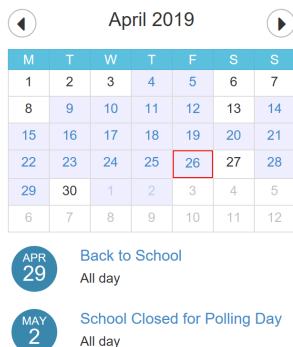 April 2019
M T W T F S S
1 2 3 4 5 6 7
8 9 10 11 12 13 14
15 16 17 18 19 20 21
22 23 24 25 26 27 28
29 30 1 2 3 4 5
6 7 8 9 10 11 12
APR
29
Back to School
All day
MAY
2
School Closed for Polling Day
All day